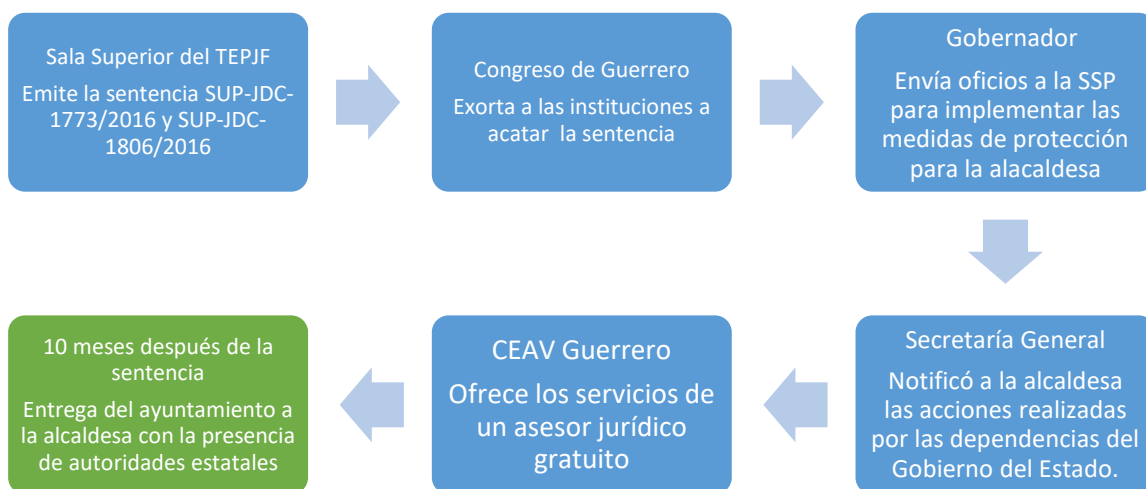 Sala Superior del TEPJF
Emite la sentencia SUP-JDC-
1773/2016 y SUP-JDC-
1806/2016
Congreso de Guerrero
Exorta a las instituciones a
acatar la sentencia
Gobernador
Envía oficios a la SSP
para implementar las
medidas de protección
para la alacaldesa
Secretaría General
Notificó a la alcaldesa
las acciones realizadas
por las dependencias del
Gobierno del Estado.
CEAV Guerrero
Ofrece los servicios de
un asesor jurídico
gratuito
10 meses después de la
sentencia
Entrega del ayuntamiento a
la alcaldesa con la presencia
de autoridades estatales